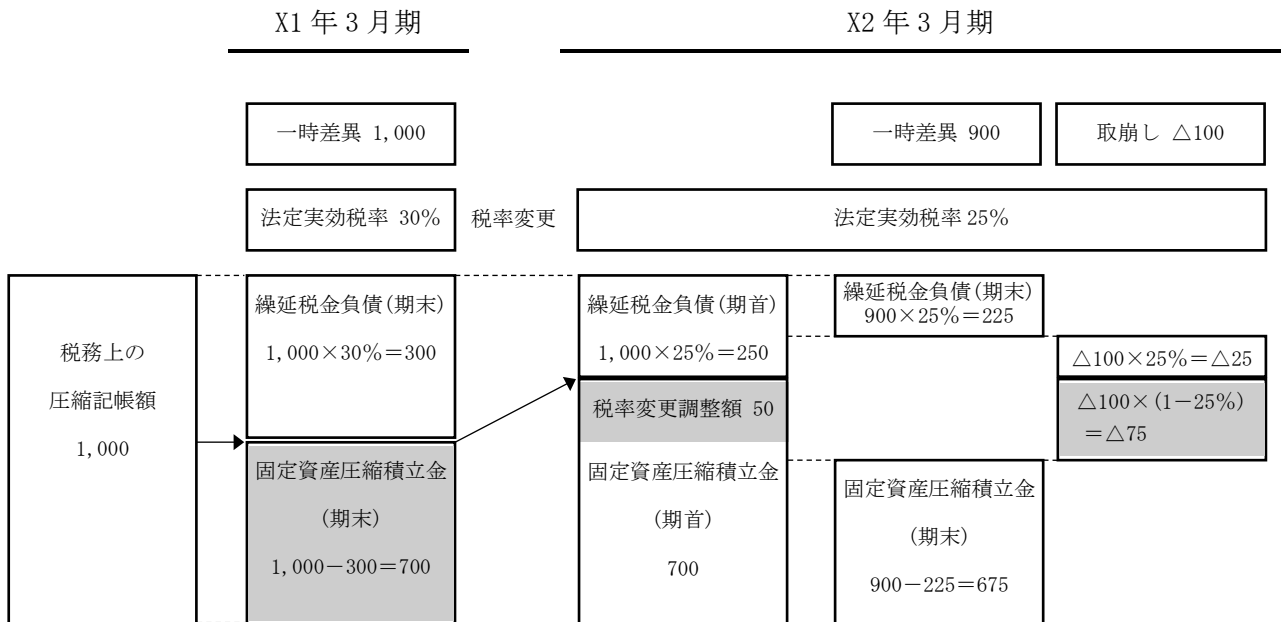 X1年3月期
X2年3月期
一時差異 1,000
一時差異 900
取崩し △100
法定実効税率 30%
税率変更
法定実効税率25%
税務上の
圧縮記帳額
1,000
繰延税金負債(期末)
1,000×30%=300
固定資産圧縮積立金
(期末)
1,000-300=700
繰延税金負債(期首)
1,000×25%=250
税率変更調整額 50
固定資産圧縮積立金
(期首)
700
繰延税金負債(期末)
900×25%=225
固定資産圧縮積立金
(期末)
900-225=675
△100×25%=△25
△100×(1-25%)
=△75